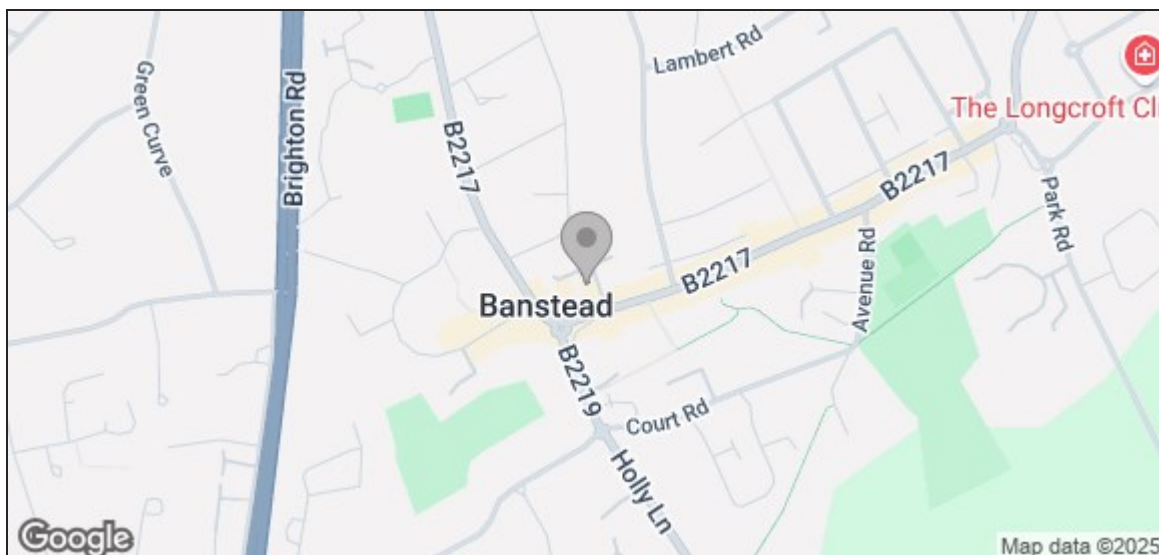 Lambert Rd
Green Curve
Brighton Rd
B2217
The Longcroft Cli
B2217
Park Rd
B2217
Avenue Rd
Banstead
B2219
Court Rd
Holly Ln
Google
Map data ©2025